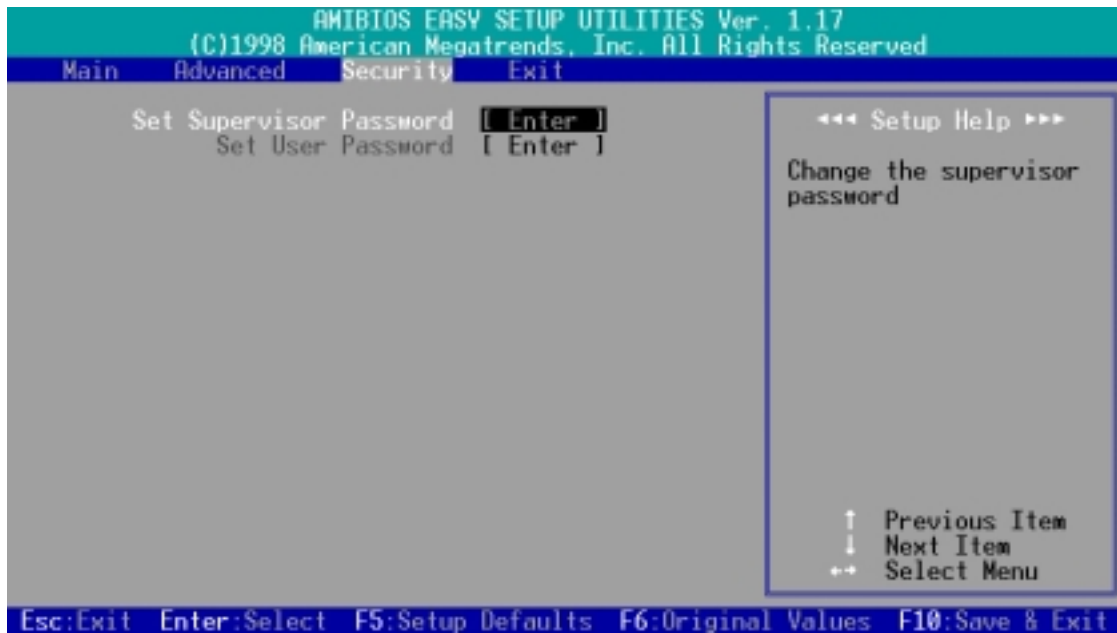 AMIBIOS EASY SETUP UTILITIES Ver. 1.17
(C)1998 American Megatrends, Inc. All Rights Reserved
Main Advanced Security Exit
Set Supervisor Password [ Enter ]
Set User Password [ Enter ]
◄◄◄ Setup Help ►►►
Change the supervisor
password
↑ Previous Item
↓ Next Item
←→ Select Menu
Esc:Exit Enter:Select F5:Setup Defaults F6:Original Values F10:Save & Exit